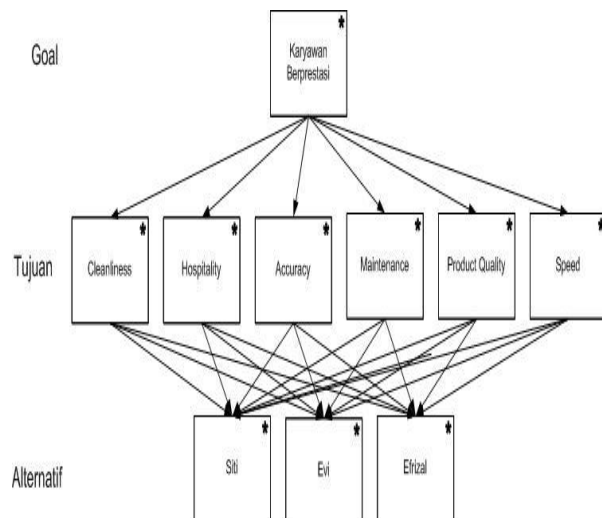 Goal
*
Karyawan
Berprestasi
Tujuan
*
Cleanliness
*
Hospitality
*
Accuracy
*
Maintenance
*
Product Quality
*
Speed
Alternatif
*
Siti
*
Evi
*
Efrizal